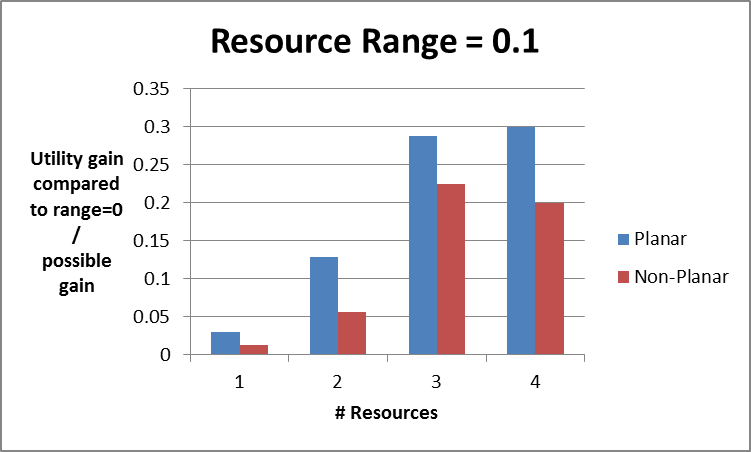 Resource Range = 0.1
Utility gain
compared
to range=0
/
possible
gain
0.35
0.3
0.25
0.2
0.15
0.1
0.05
0
1
2
3
4
# Resources
Planar
Non-Planar